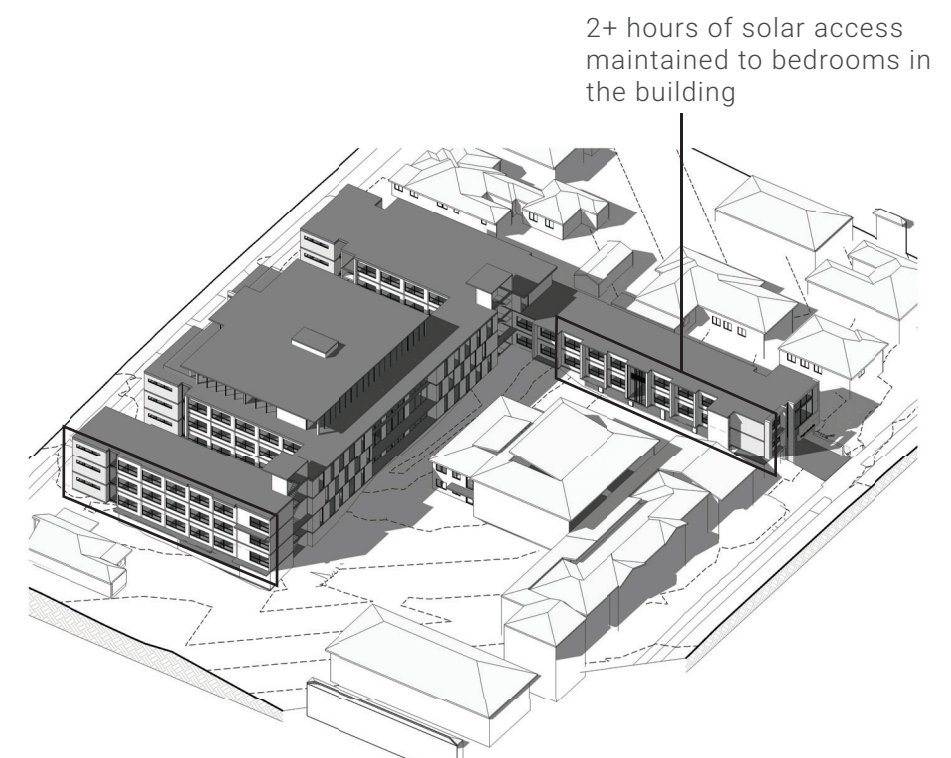 2+ hours of solar access
maintained to bedrooms in
the building